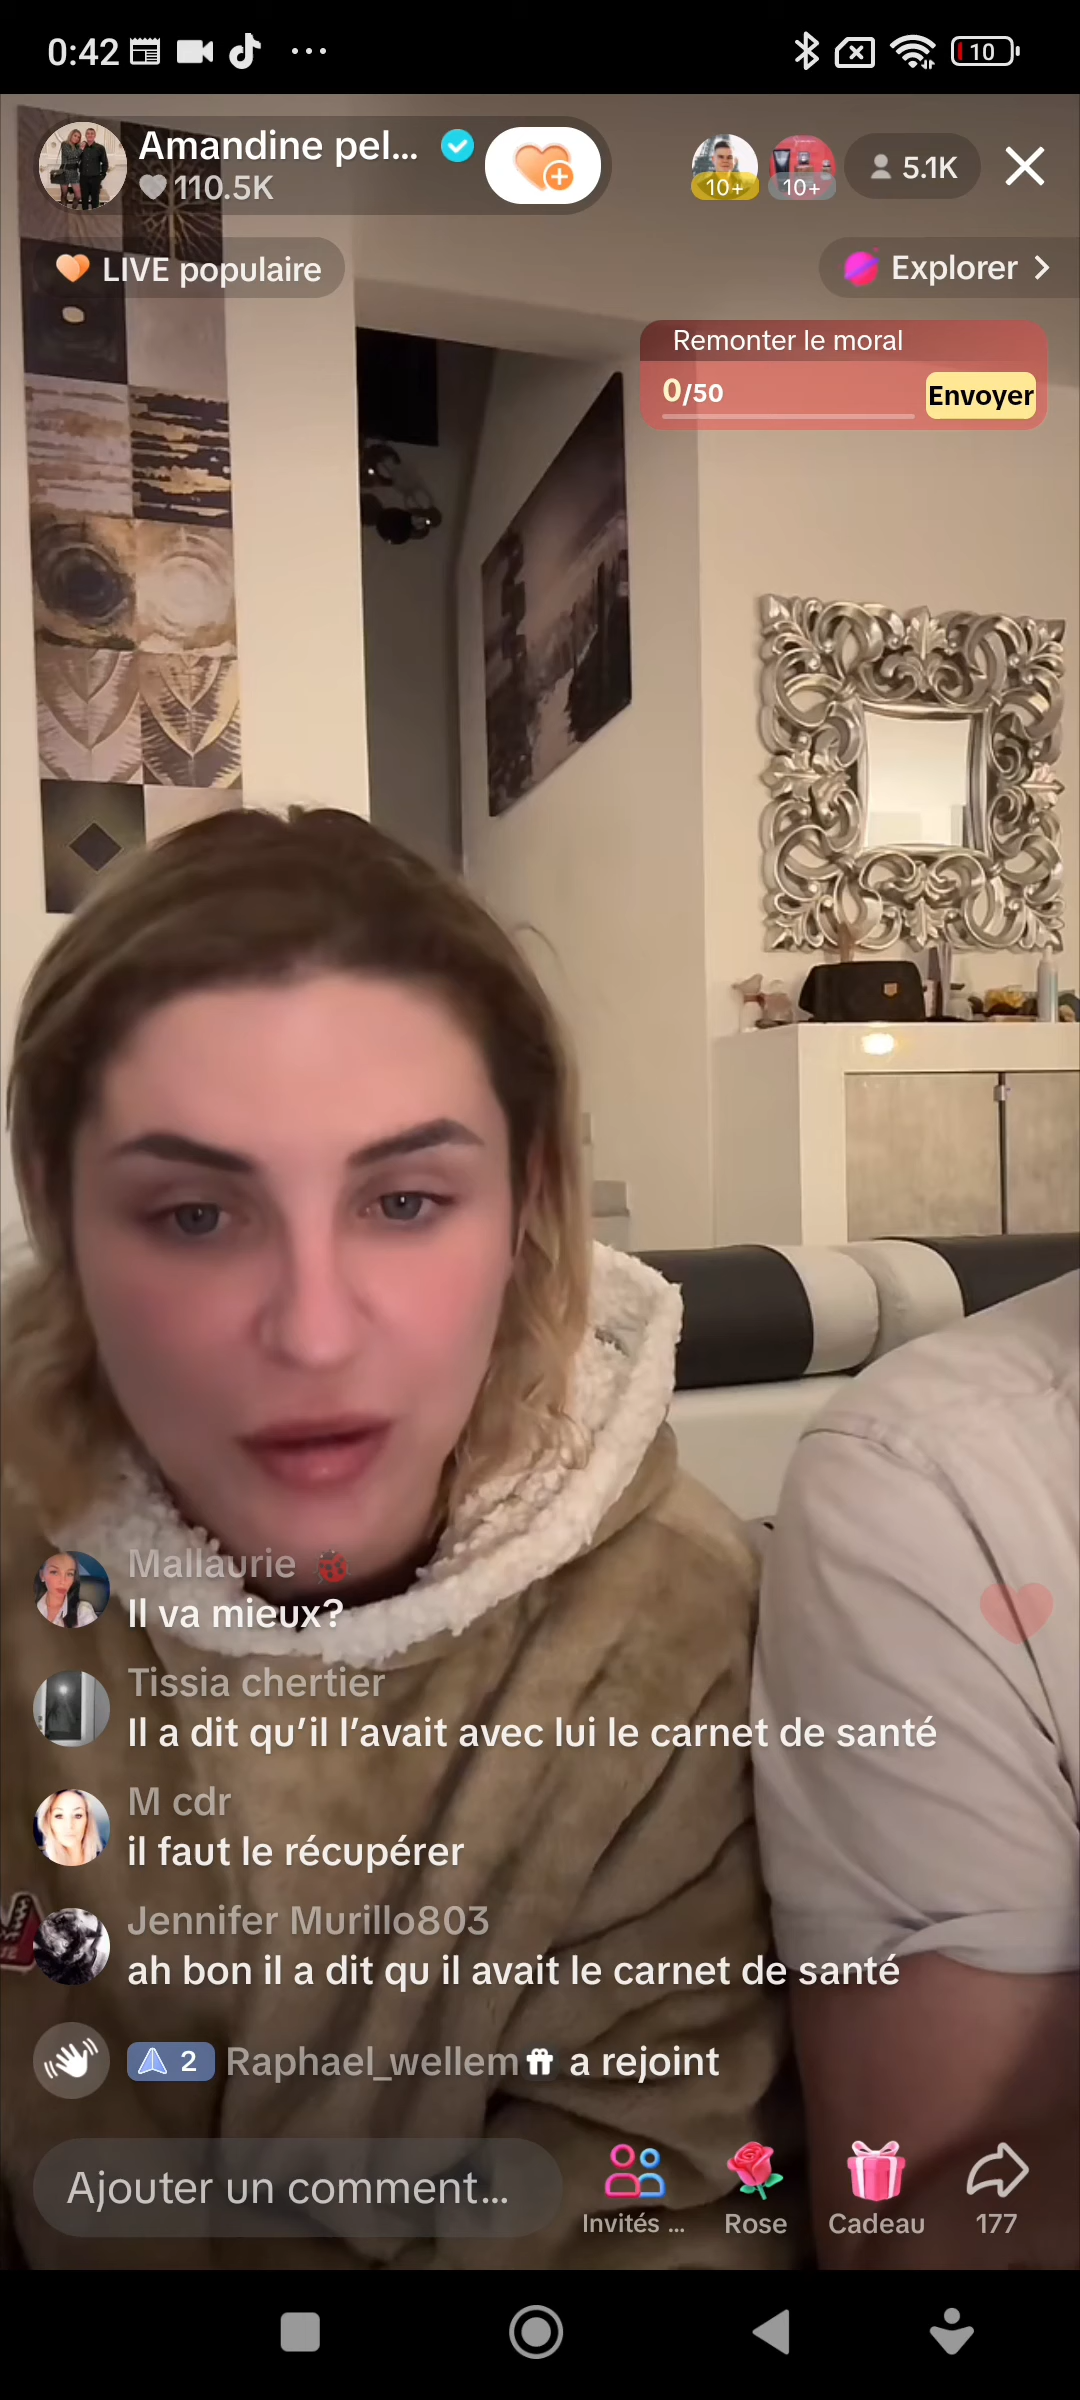 0:42
10
Amandine pel...
110.5K
10+
10+
5.1K
LIVE populaire
Explorer
Remonter le moral
0/50
Envoyer
Mallaurie 🐞
Il va mieux?
Tissia chertier
Il a dit qu’il l’avait avec lui le carnet de santé
M cdr
il faut le récupérer
Jennifer Murillo803
ah bon il a dit qu il avait le carnet de santé
2 Raphael_wellem a rejoint
Ajouter un comment...
Invités ...
Rose
Cadeau
177